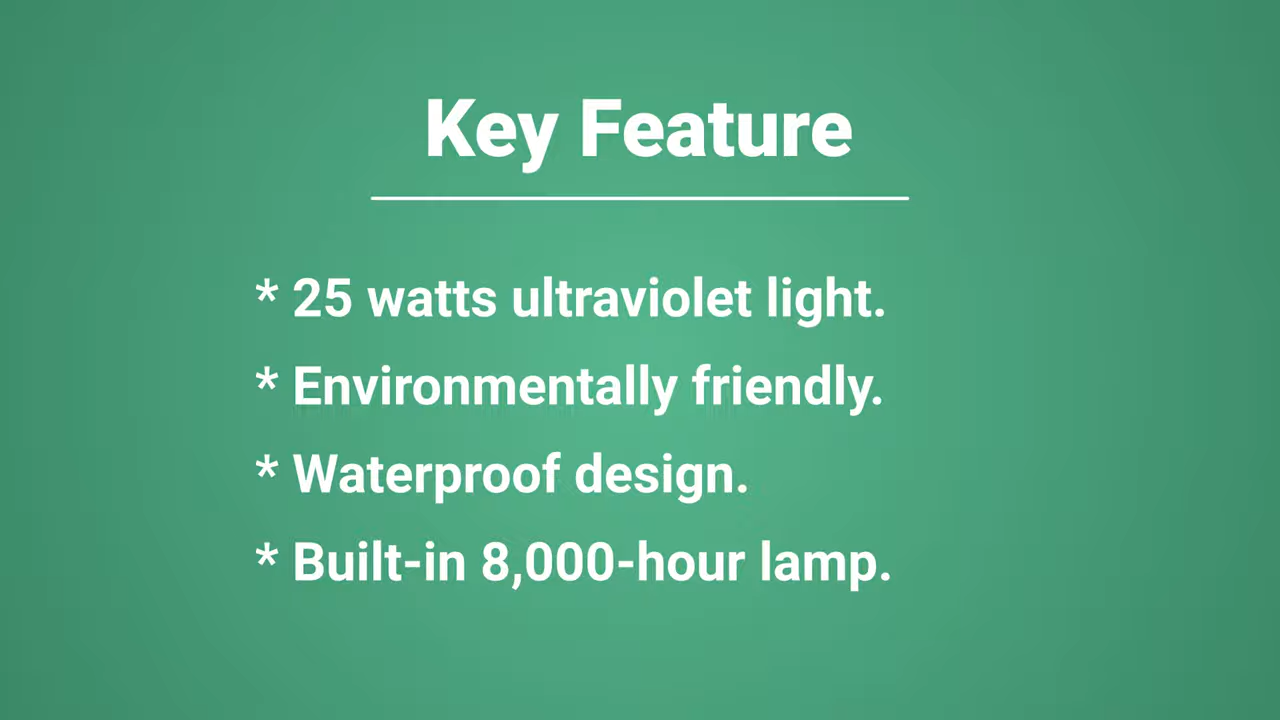 Key Feature
* 25 watts ultraviolet light.
* Environmentally friendly.
* Waterproof design.
* Built-in 8,000-hour lamp.